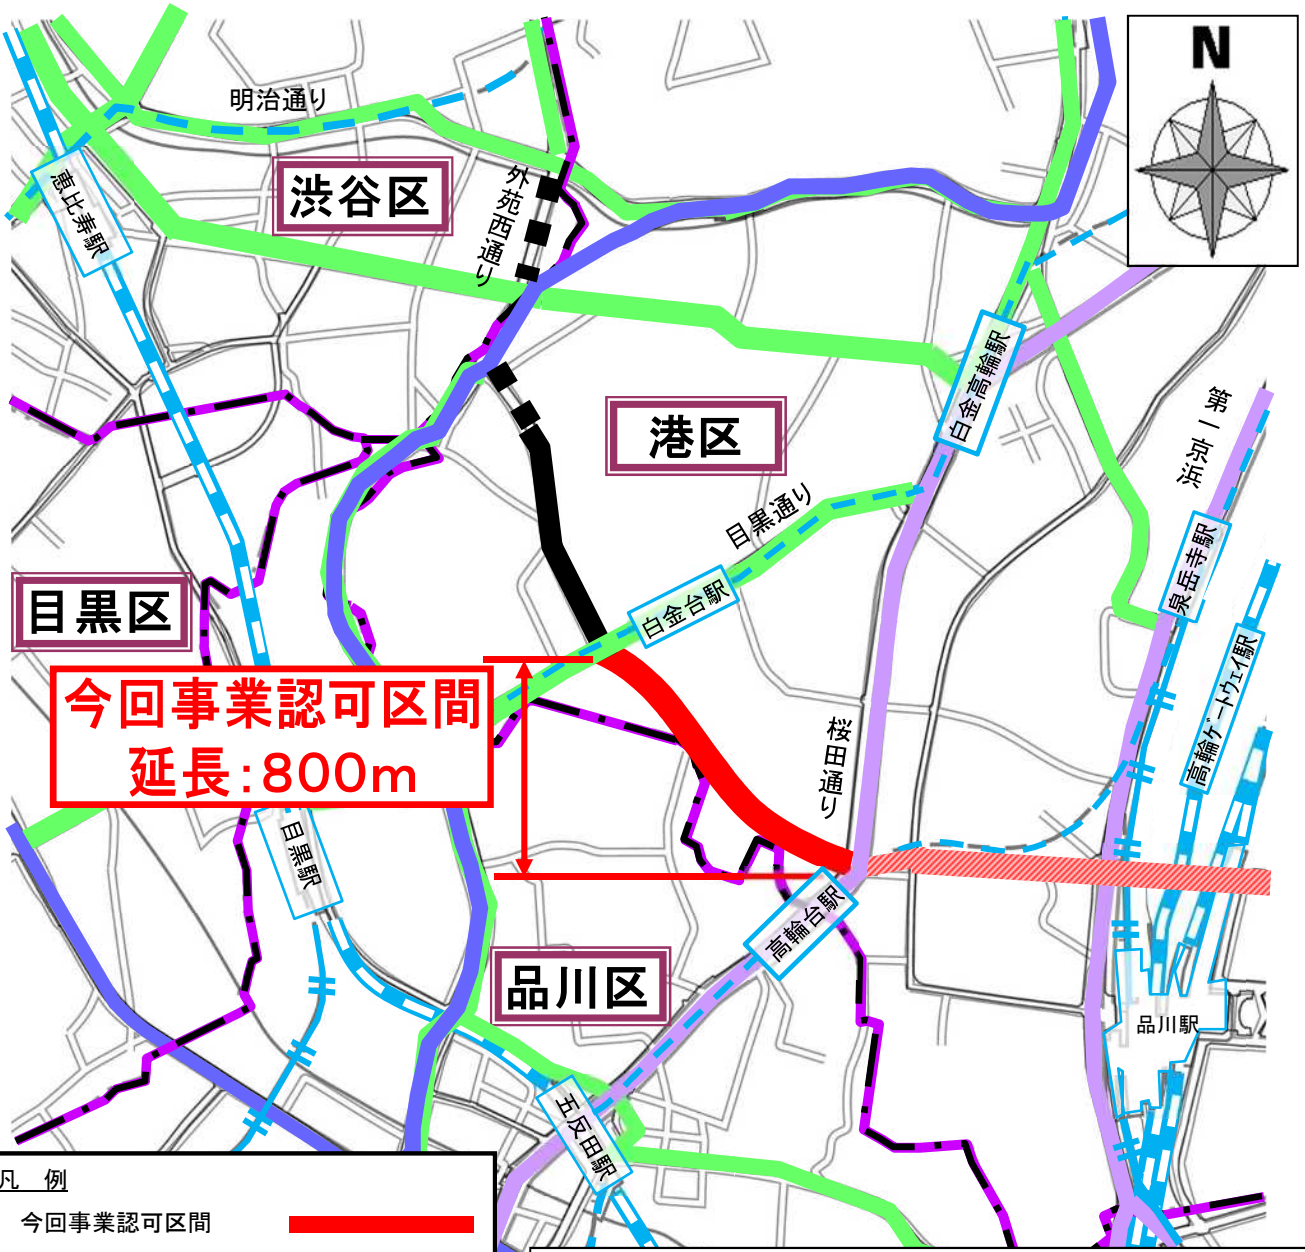 N
明治通り
恵比寿駅
渋谷区
外苑西通り
白金高輪駅
港区
第一京浜
目黒通り
泉岳寺駅
目黒区
白金台駅
高輪ゲートウェイ駅
今回事業認可区間
延長:800m
桜田通り
目黒駅
高輪台駅
品川区
品川駅
五反田駅
凡 例
今回事業認可区間